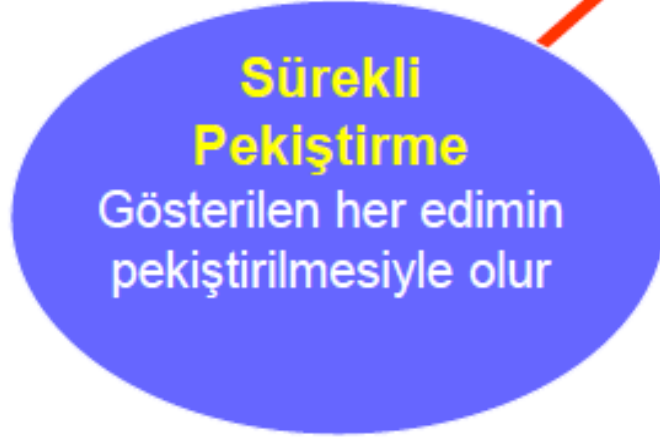 Sürekli
Pekiştirme
Gösterilen her edimin
pekiştirilmesiyle olur